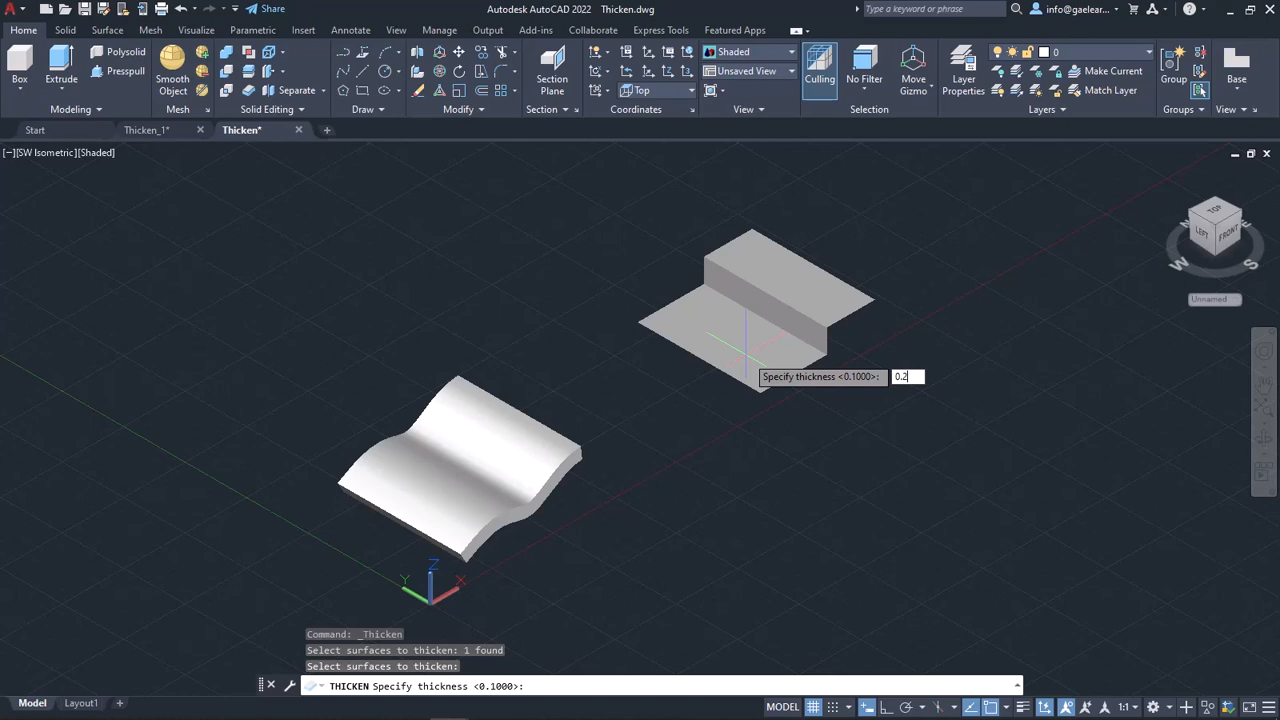 Share
Autodesk AutoCAD 2022 Thicken.dwg
Type a keyword or phrase
info@gaelear...
Home Solid Surface Mesh Visualize Parametric Insert Annotate View Manage Output Add-ins Collaborate Express Tools Featured Apps
Box
Extrude
Polysolid
Presspull
Modeling
Smooth
Object
Mesh
Separate
Solid Editing
Draw
Modify
Section
Plane
Section
Top
Coordinates
Shaded
Unsaved View
View
Culling
No Filter
Move
Gizmo
Selection
Layer
Properties
0
Make Current
Match Layer
Layers
Group
Groups
Base
View
Start Thicken_1* Thicken*
[−][SW Isometric][Shaded]
TOP
LEFT FRONT
W S
Unnamed
Specify thickness <0.1000>: 0.2
Z
Y X
Command: _Thicken
Select surfaces to thicken: 1 found
Select surfaces to thicken:
THICKEN Specify thickness <0.1000>:
Model Layout1
MODEL
1:1